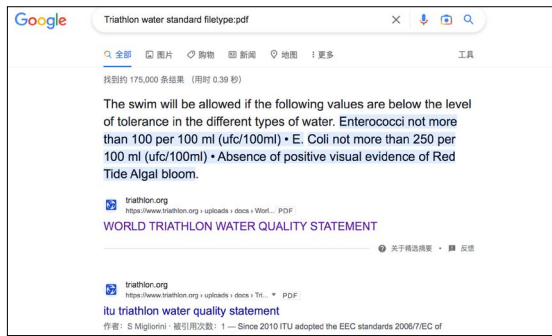 Google Triathlon water standard filetype:pdf
全部 图片 购物 新闻 地图 更多 工具
找到约 175,000 条结果 （用时 0.39 秒）
The swim will be allowed if the following values are below the level
of tolerance in the different types of water. Enterococci not more
than 100 per 100 ml (ufc/100ml) • E. Coli not more than 250 per
100 ml (ufc/100ml) • Absence of positive visual evidence of Red
Tide Algal bloom.
triathlon.org
https://www.triathlon.org › uploads › docs › Worl... PDF
WORLD TRIATHLON WATER QUALITY STATEMENT
关于精选摘要 • 反馈
triathlon.org
https://www.triathlon.org › uploads › docs › Tri... PDF
itu triathlon water quality statement
作者：S Migliorini · 被引用次数：1 — Since 2010 ITU adopted the EEC standards 2006/7/EC of